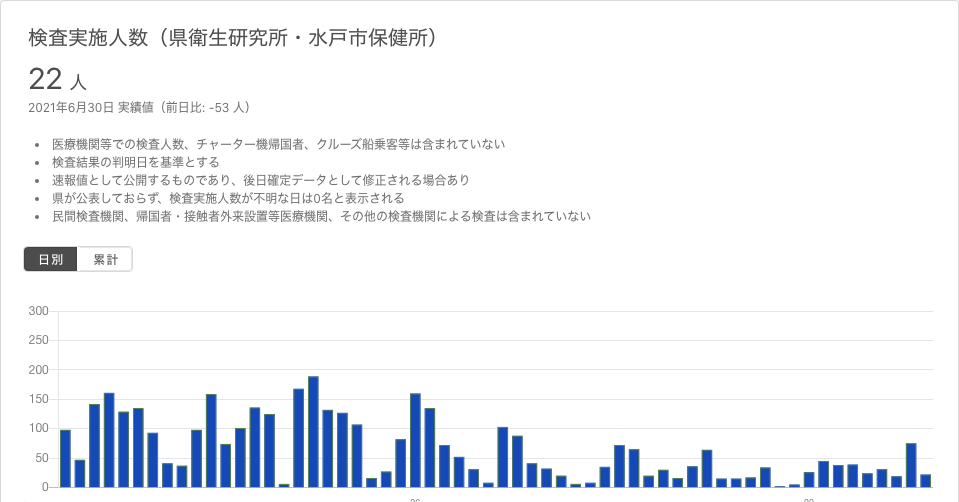 検査実施人数（県衛生研究所・水戸市保健所）
22 人
2021年6月30日 実績値（前日比: -53 人）
• 医療機関等での検査人数、チャーター機帰国者、クルーズ船乗客等は含まれていない
• 検査結果の判明日を基準とする
• 速報値として公開するものであり、後日確定データとして修正される場合あり
• 県が公表しておらず、検査実施人数が不明な日は0名と表示される
• 民間検査機関、帰国者・接触者外来設置等医療機関、その他の検査機関による検査は含まれていない
日別 累計
300
250
200
150
100
50
0